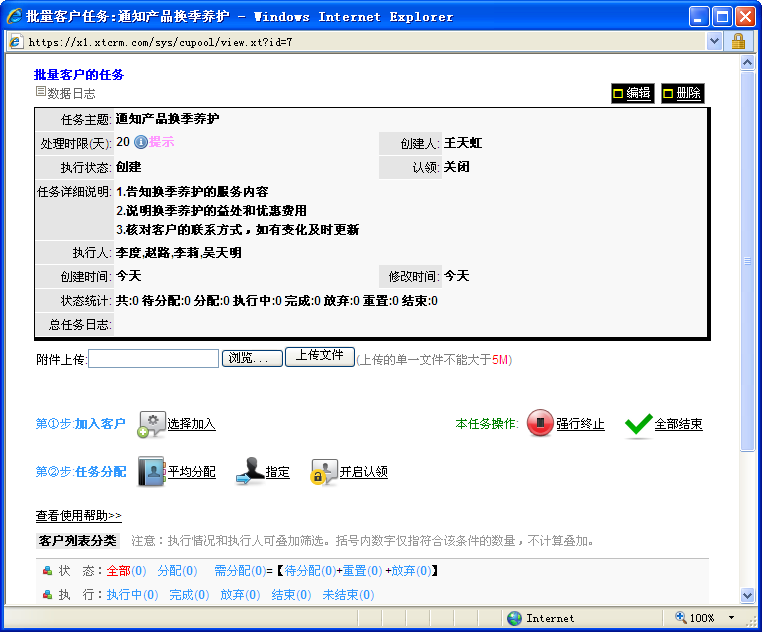 批量客户任务:通知产品换季养护 - Windows Internet Explorer
https://x1.xtcrm.com/sys/cupool/view.xt?id=7
批量客户的任务
数据日志
编辑 删除
任务主题: 通知产品换季养护
处理时限(天): 20 提示 创建人: 王天虹
执行状态: 创建 认领: 关闭
任务详细说明: 1.告知换季养护的服务内容
2.说明换季养护的益处和优惠费用
3.核对客户的联系方式，如有变化及时更新
执行人: 李度,赵路,李莉,吴天明
创建时间: 今天 修改时间: 今天
状态统计: 共:0 待分配:0 分配:0 执行中:0 完成:0 放弃:0 重置:0 结束:0
总任务日志:
附件上传: 浏览... 上传文件 (上传的单一文件不能大于5M)
第①步:加入客户 选择加入 本任务操作: 强行终止 全部结束
第②步:任务分配 平均分配 指定 开启认领
查看使用帮助>>
客户列表分类 注意：执行情况和执行人可叠加筛选。括号内数字仅指符合该条件的数量，不计算叠加。
状 态：全部(0) 分配(0) 需分配(0)=【待分配(0)+重置(0) +放弃(0)】
执 行：执行中(0) 完成(0) 放弃(0) 结束(0) 未结束(0)
Internet 100%